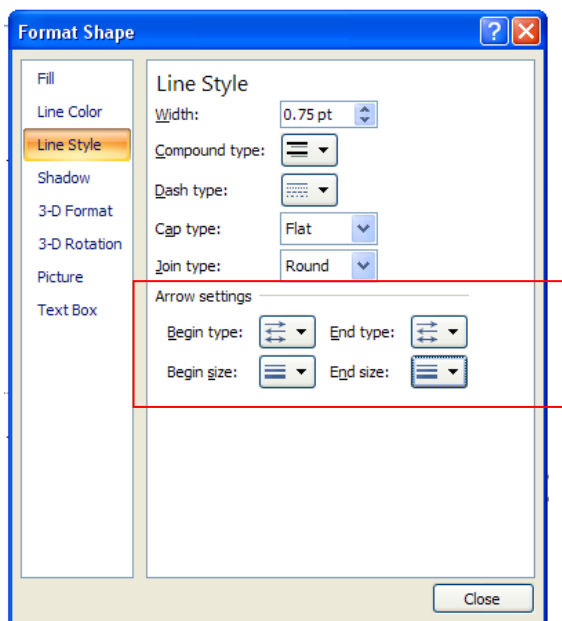 Format Shape
Fill
Line Color
Line Style
Shadow
3-D Format
3-D Rotation
Picture
Text Box
Line Style
Width: 0.75 pt
Compound type:
Dash type:
Cap type: Flat
Join type: Round
Arrow settings
Begin type: End type:
Begin size: End size:
Close